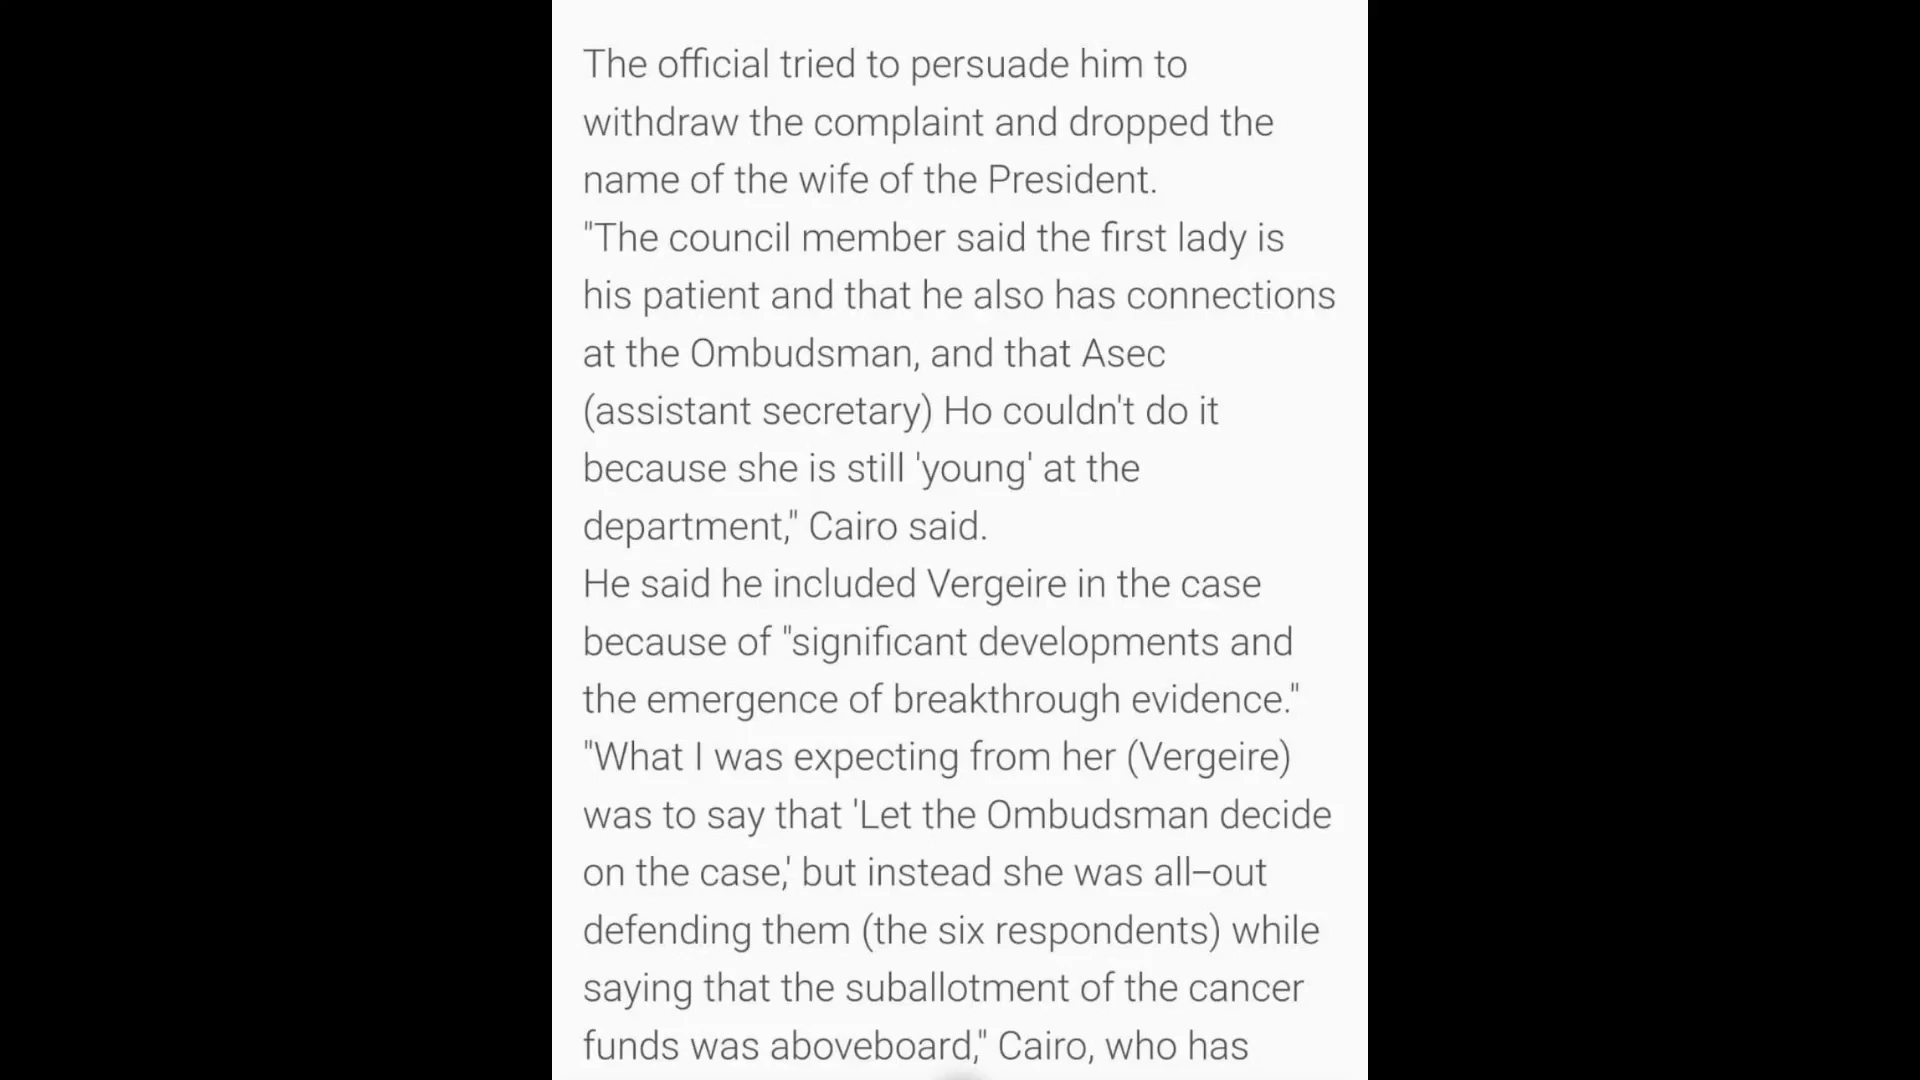 The official tried to persuade him to
withdraw the complaint and dropped the
name of the wife of the President.
"The council member said the first lady is
his patient and that he also has connections
at the Ombudsman, and that Asec
(assistant secretary) Ho couldn't do it
because she is still 'young' at the
department," Cairo said.
He said he included Vergeire in the case
because of "significant developments and
the emergence of breakthrough evidence."
"What I was expecting from her (Vergeire)
was to say that 'Let the Ombudsman decide
on the case,' but instead she was all–out
defending them (the six respondents) while
saying that the suballotment of the cancer
funds was aboveboard," Cairo, who has